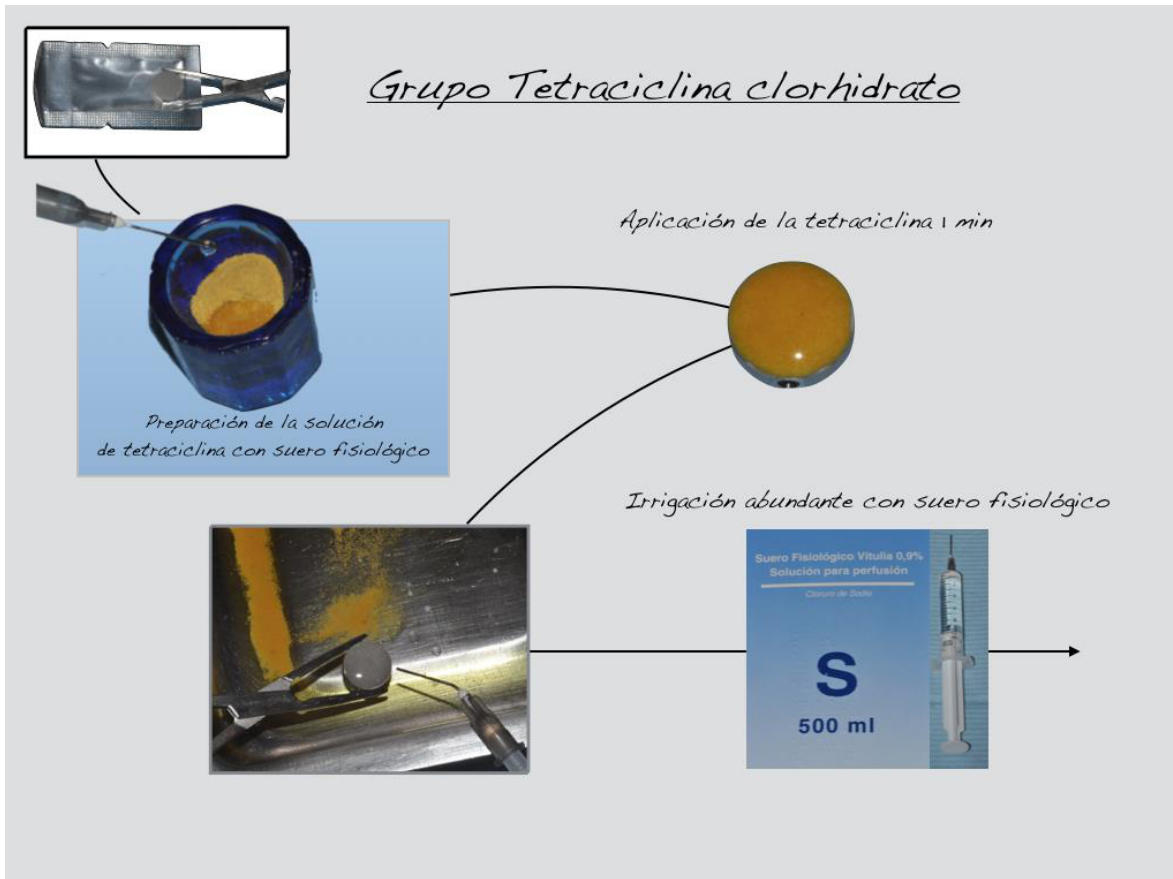 Grupo Tetraciclina clorhidrato
Aplicación de la tetraciclina 1 min
Preparación de la solución
de tetraciclina con suero fisiológico
Irrigación abundante con suero fisiológico
Suero Fisiológico Vitulia 0,9%
Solución para perfusión
Cloruro de Sodio
S
500 ml